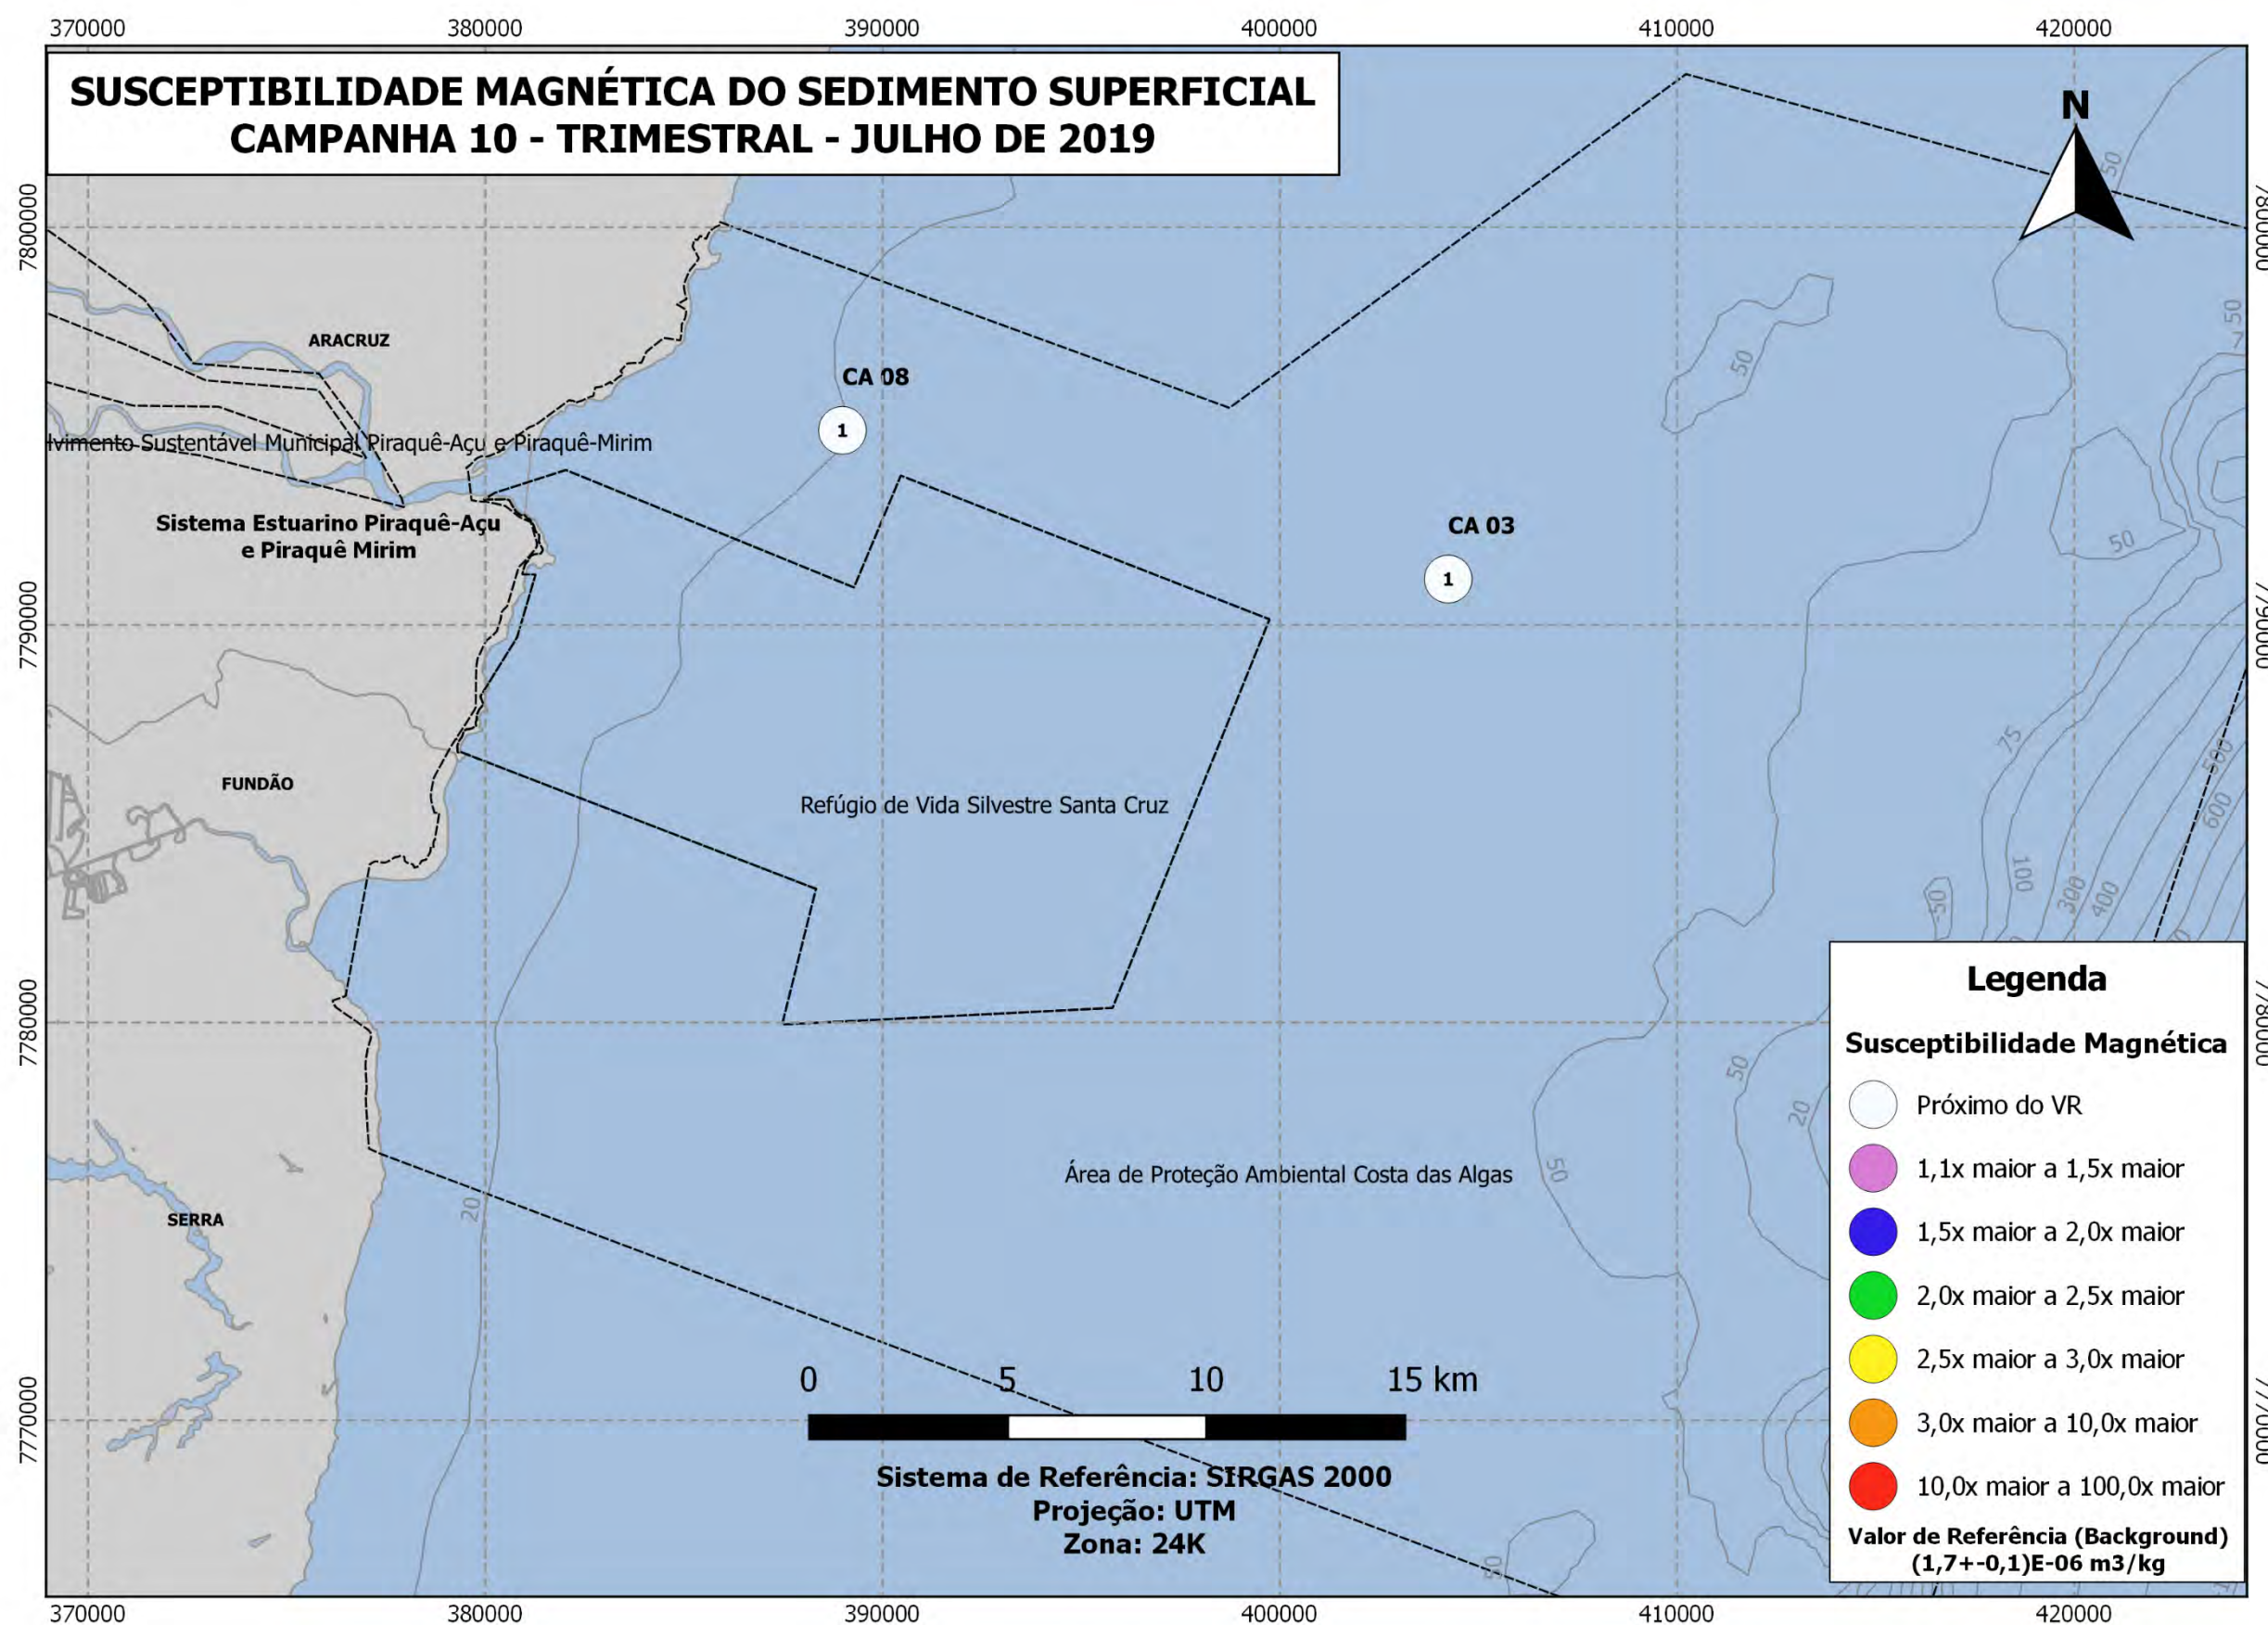 370000 380000 390000 400000 410000 420000
SUSCEPTIBILIDADE MAGNÉTICA DO SEDIMENTO SUPERFICIAL
CAMPANHA 10 - TRIMESTRAL - JULHO DE 2019
N
50
7800000
7800000
50
50
ARACRUZ
CA 08
1
lvimento Sustentável Municipal Piraquê-Açu e Piraquê-Mirim
Sistema Estuarino Piraquê-Açu
e Piraquê Mirim
CA 03
1
50
7790000
7790000
75
500
600
FUNDÃO
Refúgio de Vida Silvestre Santa Cruz
100
300
400
50
7780000
7780000
50
20
50
Área de Proteção Ambiental Costa das Algas
20
SERRA
Legenda
Susceptibilidade Magnética
Próximo do VR
1,1x maior a 1,5x maior
1,5x maior a 2,0x maior
2,0x maior a 2,5x maior
2,5x maior a 3,0x maior
3,0x maior a 10,0x maior
10,0x maior a 100,0x maior
Valor de Referência (Background)
(1,7+-0,1)E-06 m3/kg
0 5 10 15 km
7770000
7770000
Sistema de Referência: SIRGAS 2000
Projeção: UTM
Zona: 24K
50
370000 380000 390000 400000 410000 420000